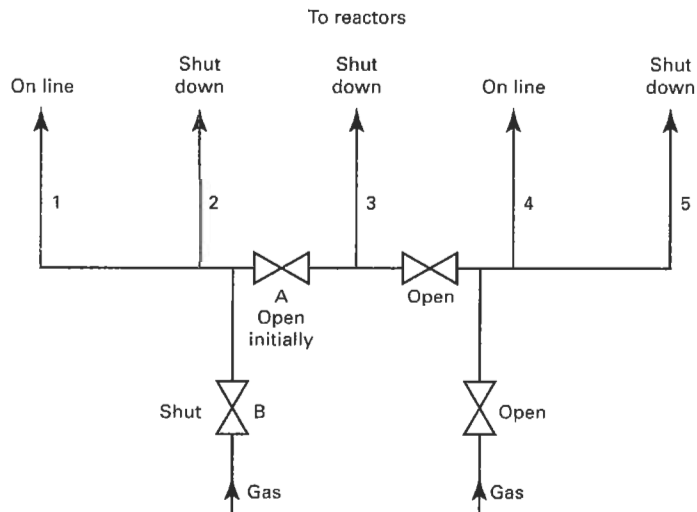 To reactors
On line
Shut
down
Shut
down
On line
Shut
down
1
2
3
4
5
A
Open
initially
Open
Shut
B
Open
Gas
Gas